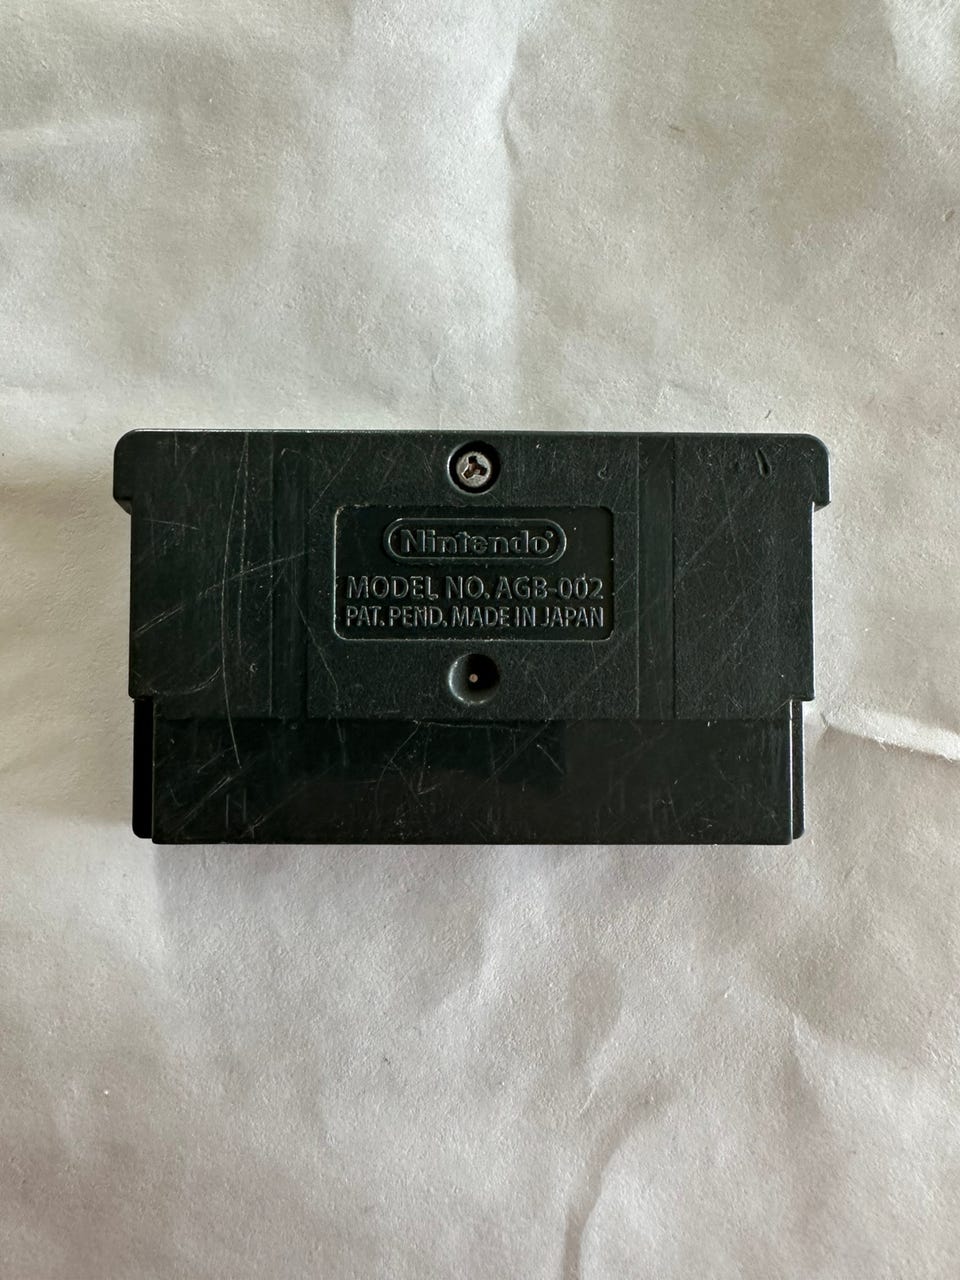 Nintendo®
MODEL NO. AGB-002
PAT. PEND. MADE IN JAPAN